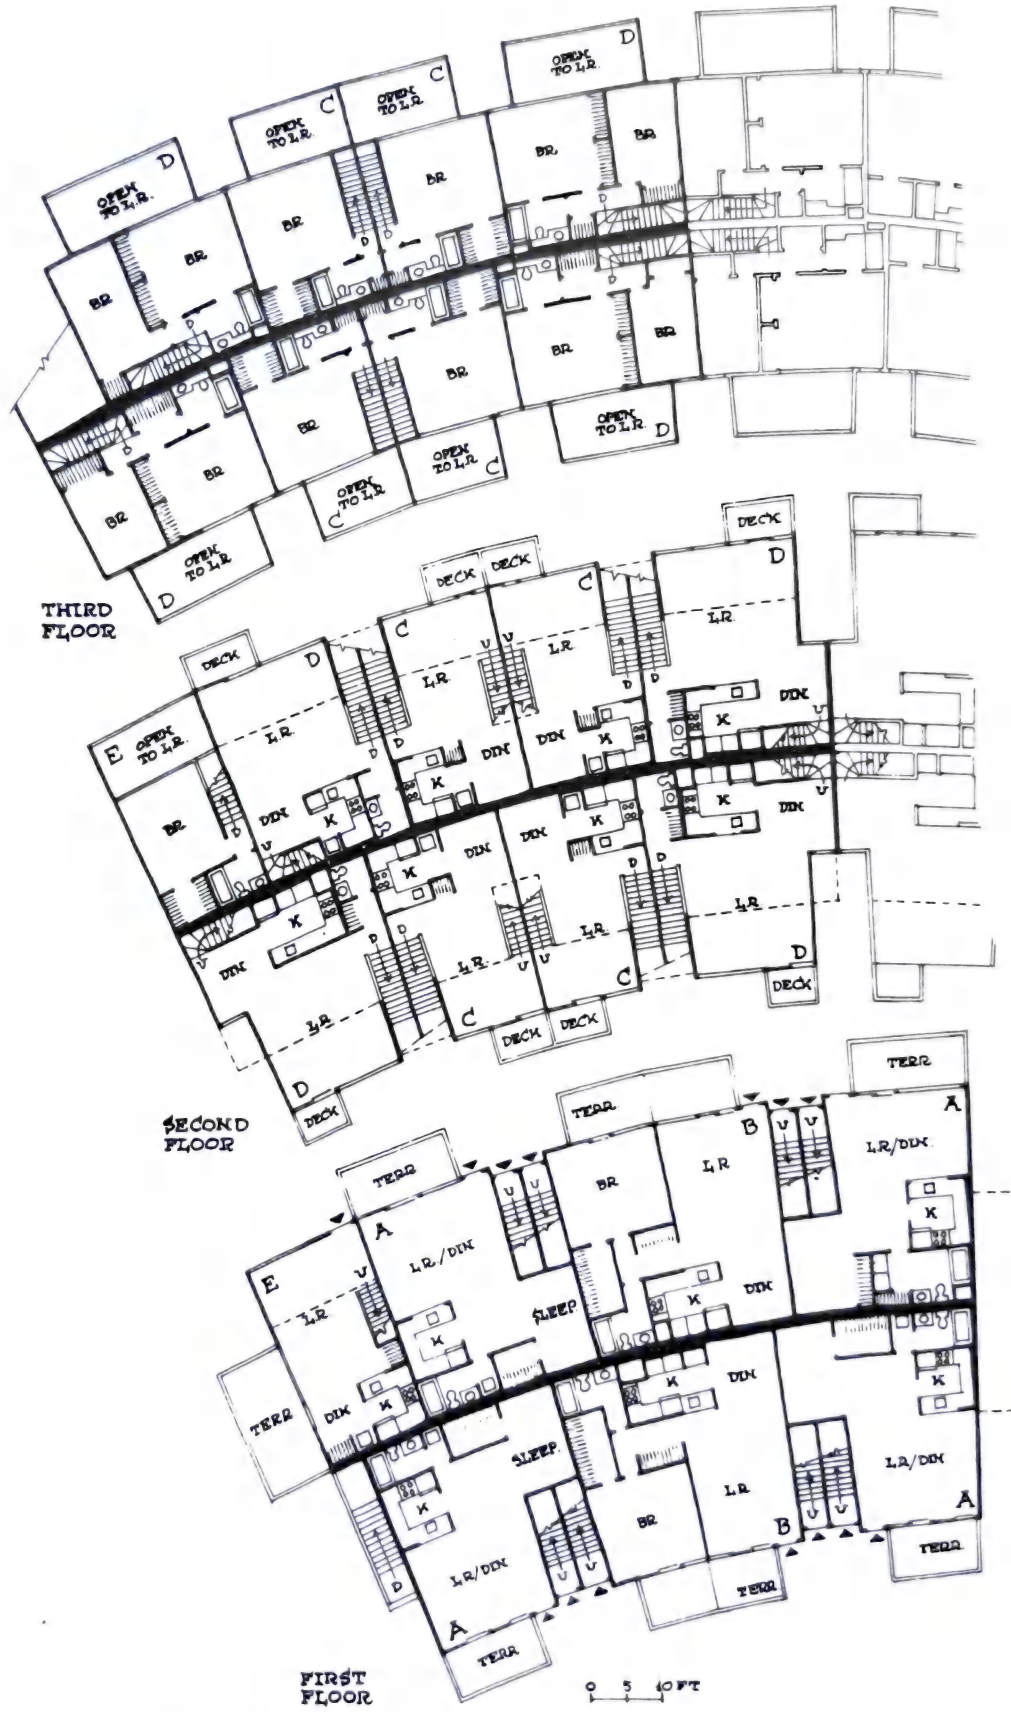 D
OPEN
TO L.R.
C
OPEN
TO L.R.
C
OPEN
TO L.R.
D
OPEN
TO L.R.
BR
BR
BR
BR
BR
BR
D
D
D
D
BR
BR
BR
BR
BR
BR
OPEN
TO L.R.
D
OPEN
TO L.R.
C
OPEN
TO L.R.
C
OPEN
TO L.R.
D
THIRD
FLOOR
DECK
DECK
DECK
DECK
D
C
C
D
L.R.
L.R.
L.R.
L.R.
E
OPEN
TO L.R.
U
U
D
D
D
D
D
BR
DIN
K
DIN
K
DIN
K
DIN
K
U
U
DIN
K
K
DIN
DIN
K
K
DIN
U
U
D
D
D
D
L.R.
L.R.
L.R.
L.R.
U
U
D
C
C
D
DECK
DECK
DECK
DECK
SECOND
FLOOR
TERR
TERR
TERR
E
A
B
A
U
U
U
U
U
L.R.
L.R./DIN
BR
L.R
L.R/DIN.
K
SLEEP.
K
DIN
K
TERR
DIN
K
SLEEP.
K
DIN
K
K
D
L.R/DIN
BR
L.R
L.R/DIN
U
U
U
U
A
B
A
TERR
TERR
TERR
FIRST
FLOOR
0 5 10 FT